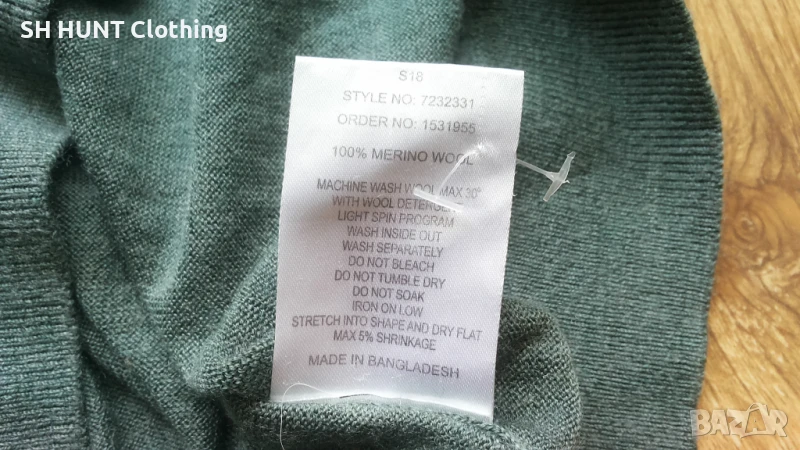 SH HUNT Clothing
S18
STYLE NO: 7232331
ORDER NO: 1531955
100% MERINO WOOL
MACHINE WASH WOOL MAX 30°
WITH WOOL DETERGENT
LIGHT SPIN PROGRAM
WASH INSIDE OUT
WASH SEPARATELY
DO NOT BLEACH
DO NOT TUMBLE DRY
DO NOT SOAK
IRON ON LOW
STRETCH INTO SHAPE AND DRY FLAT
MAX 5% SHRINKAGE
MADE IN BANGLADESH
BAZAR